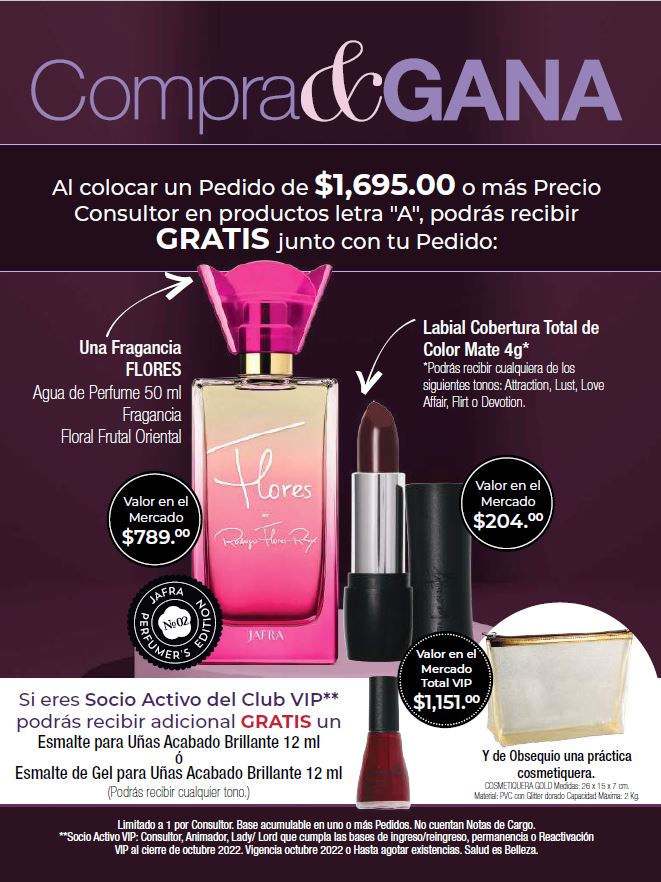 Compra&GANA
Al colocar un Pedido de $1,695.00 o más Precio
Consultor en productos letra "A", podrás recibir
GRATIS junto con tu Pedido:
Una Fragancia
FLORES
Agua de Perfume 50 ml
Fragancia
Floral Frutal Oriental
Labial Cobertura Total de
Color Mate 4g*
*Podrás recibir cualquiera de los
siguientes tonos: Attraction, Lust, Love
Affair, Flirt o Devotion.
Valor en el
Mercado
$789.00
Valor en el
Mercado
$204.00
Flores
BY
Rodrigo Flores-Roux
JAFRA
JAFRA
Nº02
PERFUMER'S EDITION
Valor en el
Mercado
Total VIP
$1,151.00
Si eres Socio Activo del Club VIP**
podrás recibir adicional GRATIS un
Esmalte para Uñas Acabado Brillante 12 ml
ó
Esmalte de Gel para Uñas Acabado Brillante 12 ml
(Podrás recibir cualquier tono.)
Y de Obsequio una práctica
cosmetiquera.
COSMETIQUERA GOLD Medidas: 26 x 15 x 7 cm.
Material: PVC con Glitter dorado Capacidad Máxima: 2 Kg.
Limitado a 1 por Consultor. Base acumulable en uno o más Pedidos. No cuentan Notas de Cargo.
**Socio Activo VIP: Consultor, Animador, Lady/ Lord que cumpla las bases de ingreso/reingreso, permanencia o Reactivación
VIP al cierre de octubre 2022. Vigencia octubre 2022 o Hasta agotar existencias. Salud es Belleza.